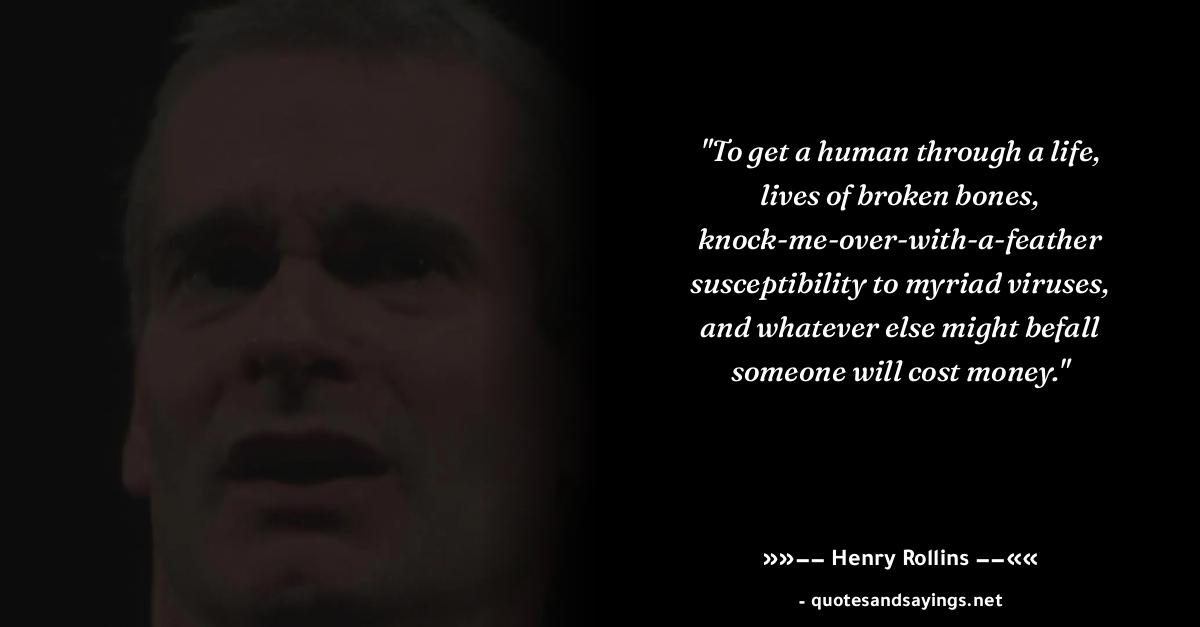 "To get a human through a life,
lives of broken bones,
knock-me-over-with-a-feather
susceptibility to myriad viruses,
and whatever else might befall
someone will cost money."
»»−− Henry Rollins −−««
- quotesandsayings.net